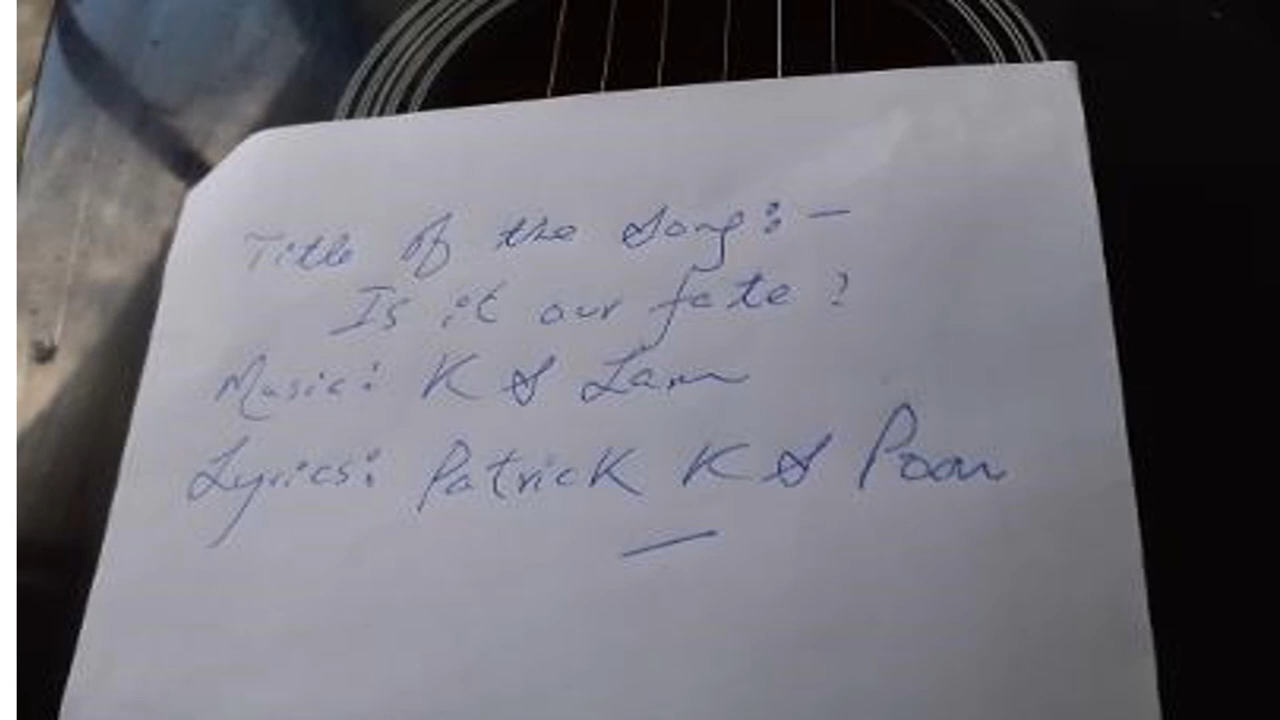 Title of the Song:-
Is it our fate?
Music: K S Lam
Lyrics: Patrick K S Poon